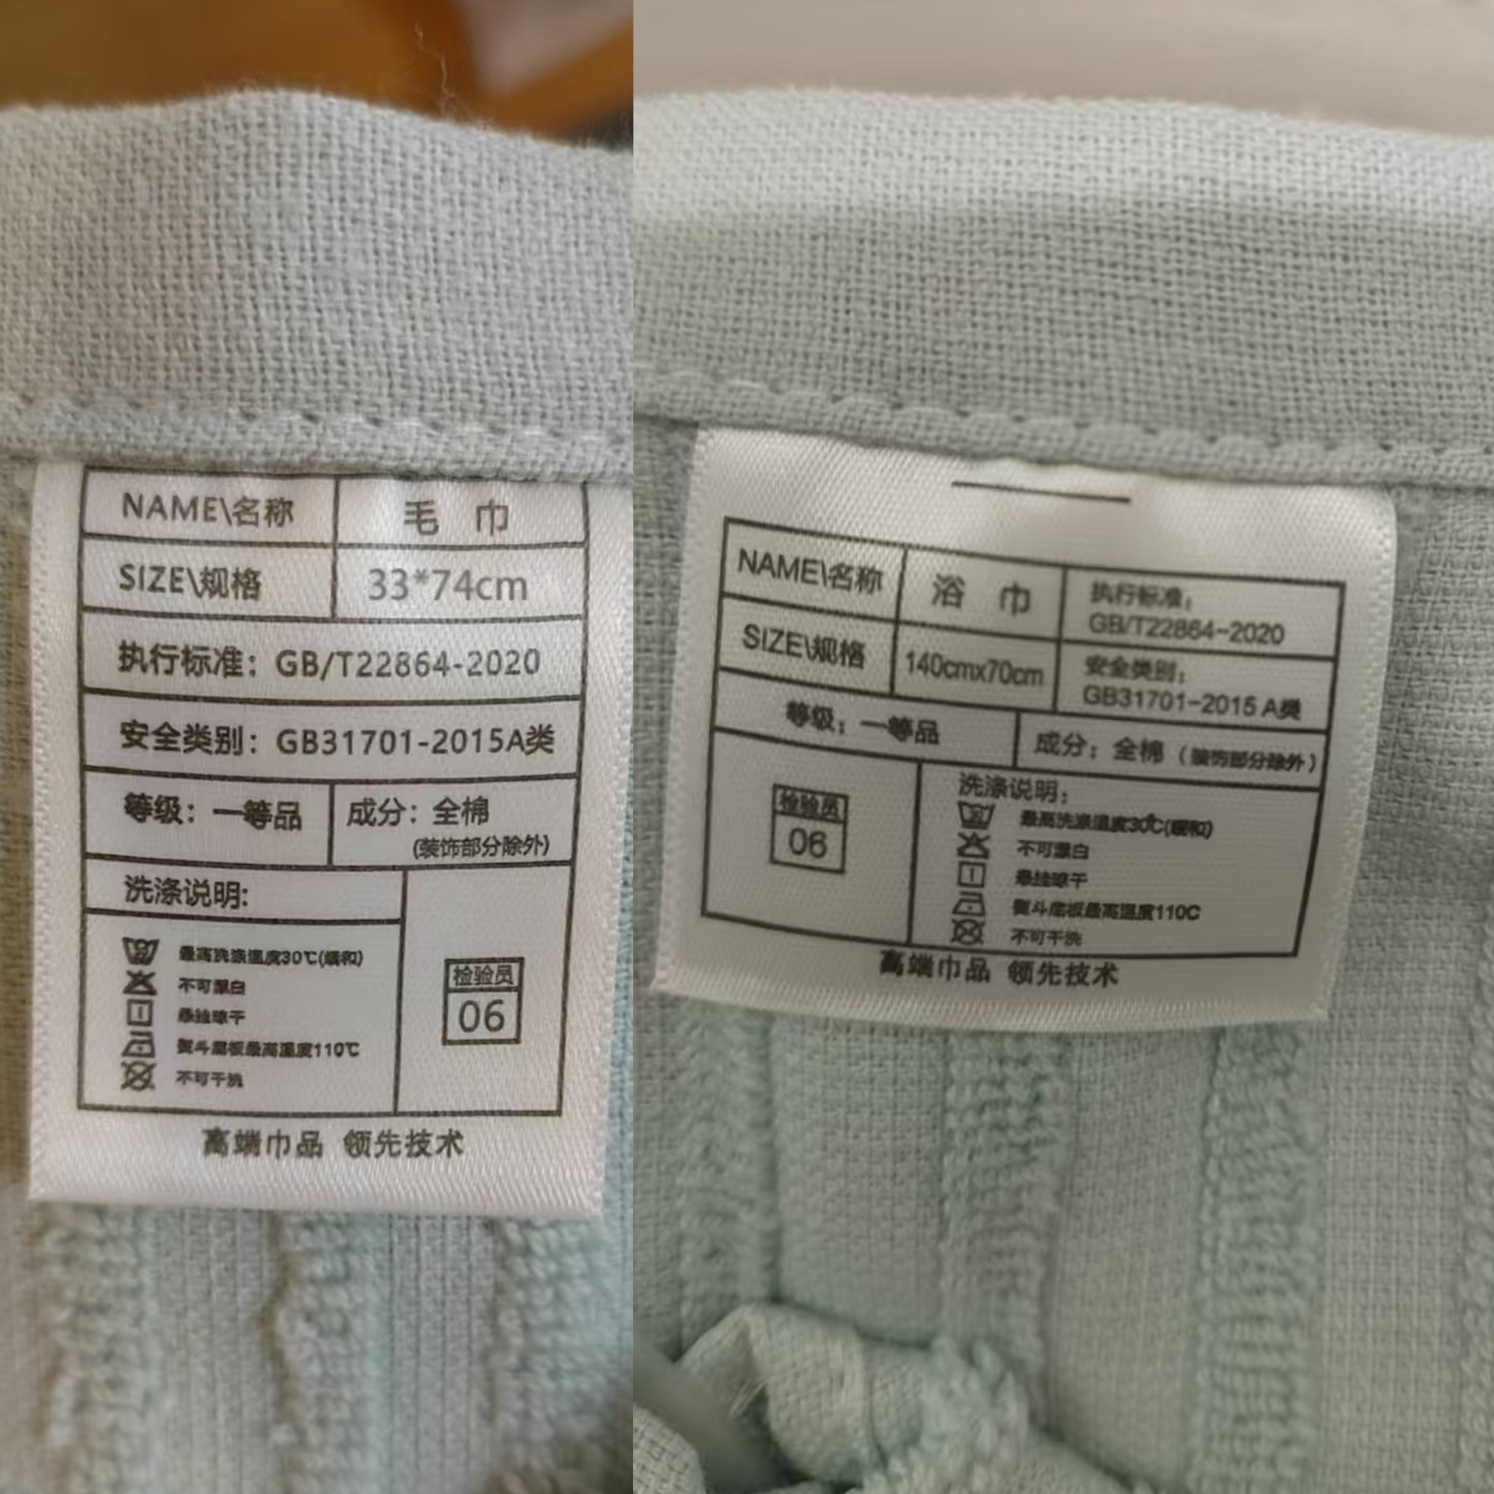 NAME\名称 毛 巾
SIZE\规格 33*74cm
执行标准：GB/T22864-2020
安全类别：GB31701-2015A类
等级：一等品 成分：全棉
(装饰部分除外)
洗涤说明:
最高洗涤温度30℃(缓和)
不可漂白
悬挂晾干
熨斗底板最高温度110℃
不可干洗
检验员
06
高端巾品 领先技术
NAME\名称 浴 巾
执行标准：
GB/T22864-2020
SIZE\规格 140cmx70cm
安全类别：
GB31701-2015 A类
等级：一等品 成分：全棉（装饰部分除外）
检验员
06
洗涤说明：
最高洗涤温度30℃(缓和)
不可漂白
悬挂晾干
熨斗底板最高温度110C
不可干洗
高端巾品 领先技术